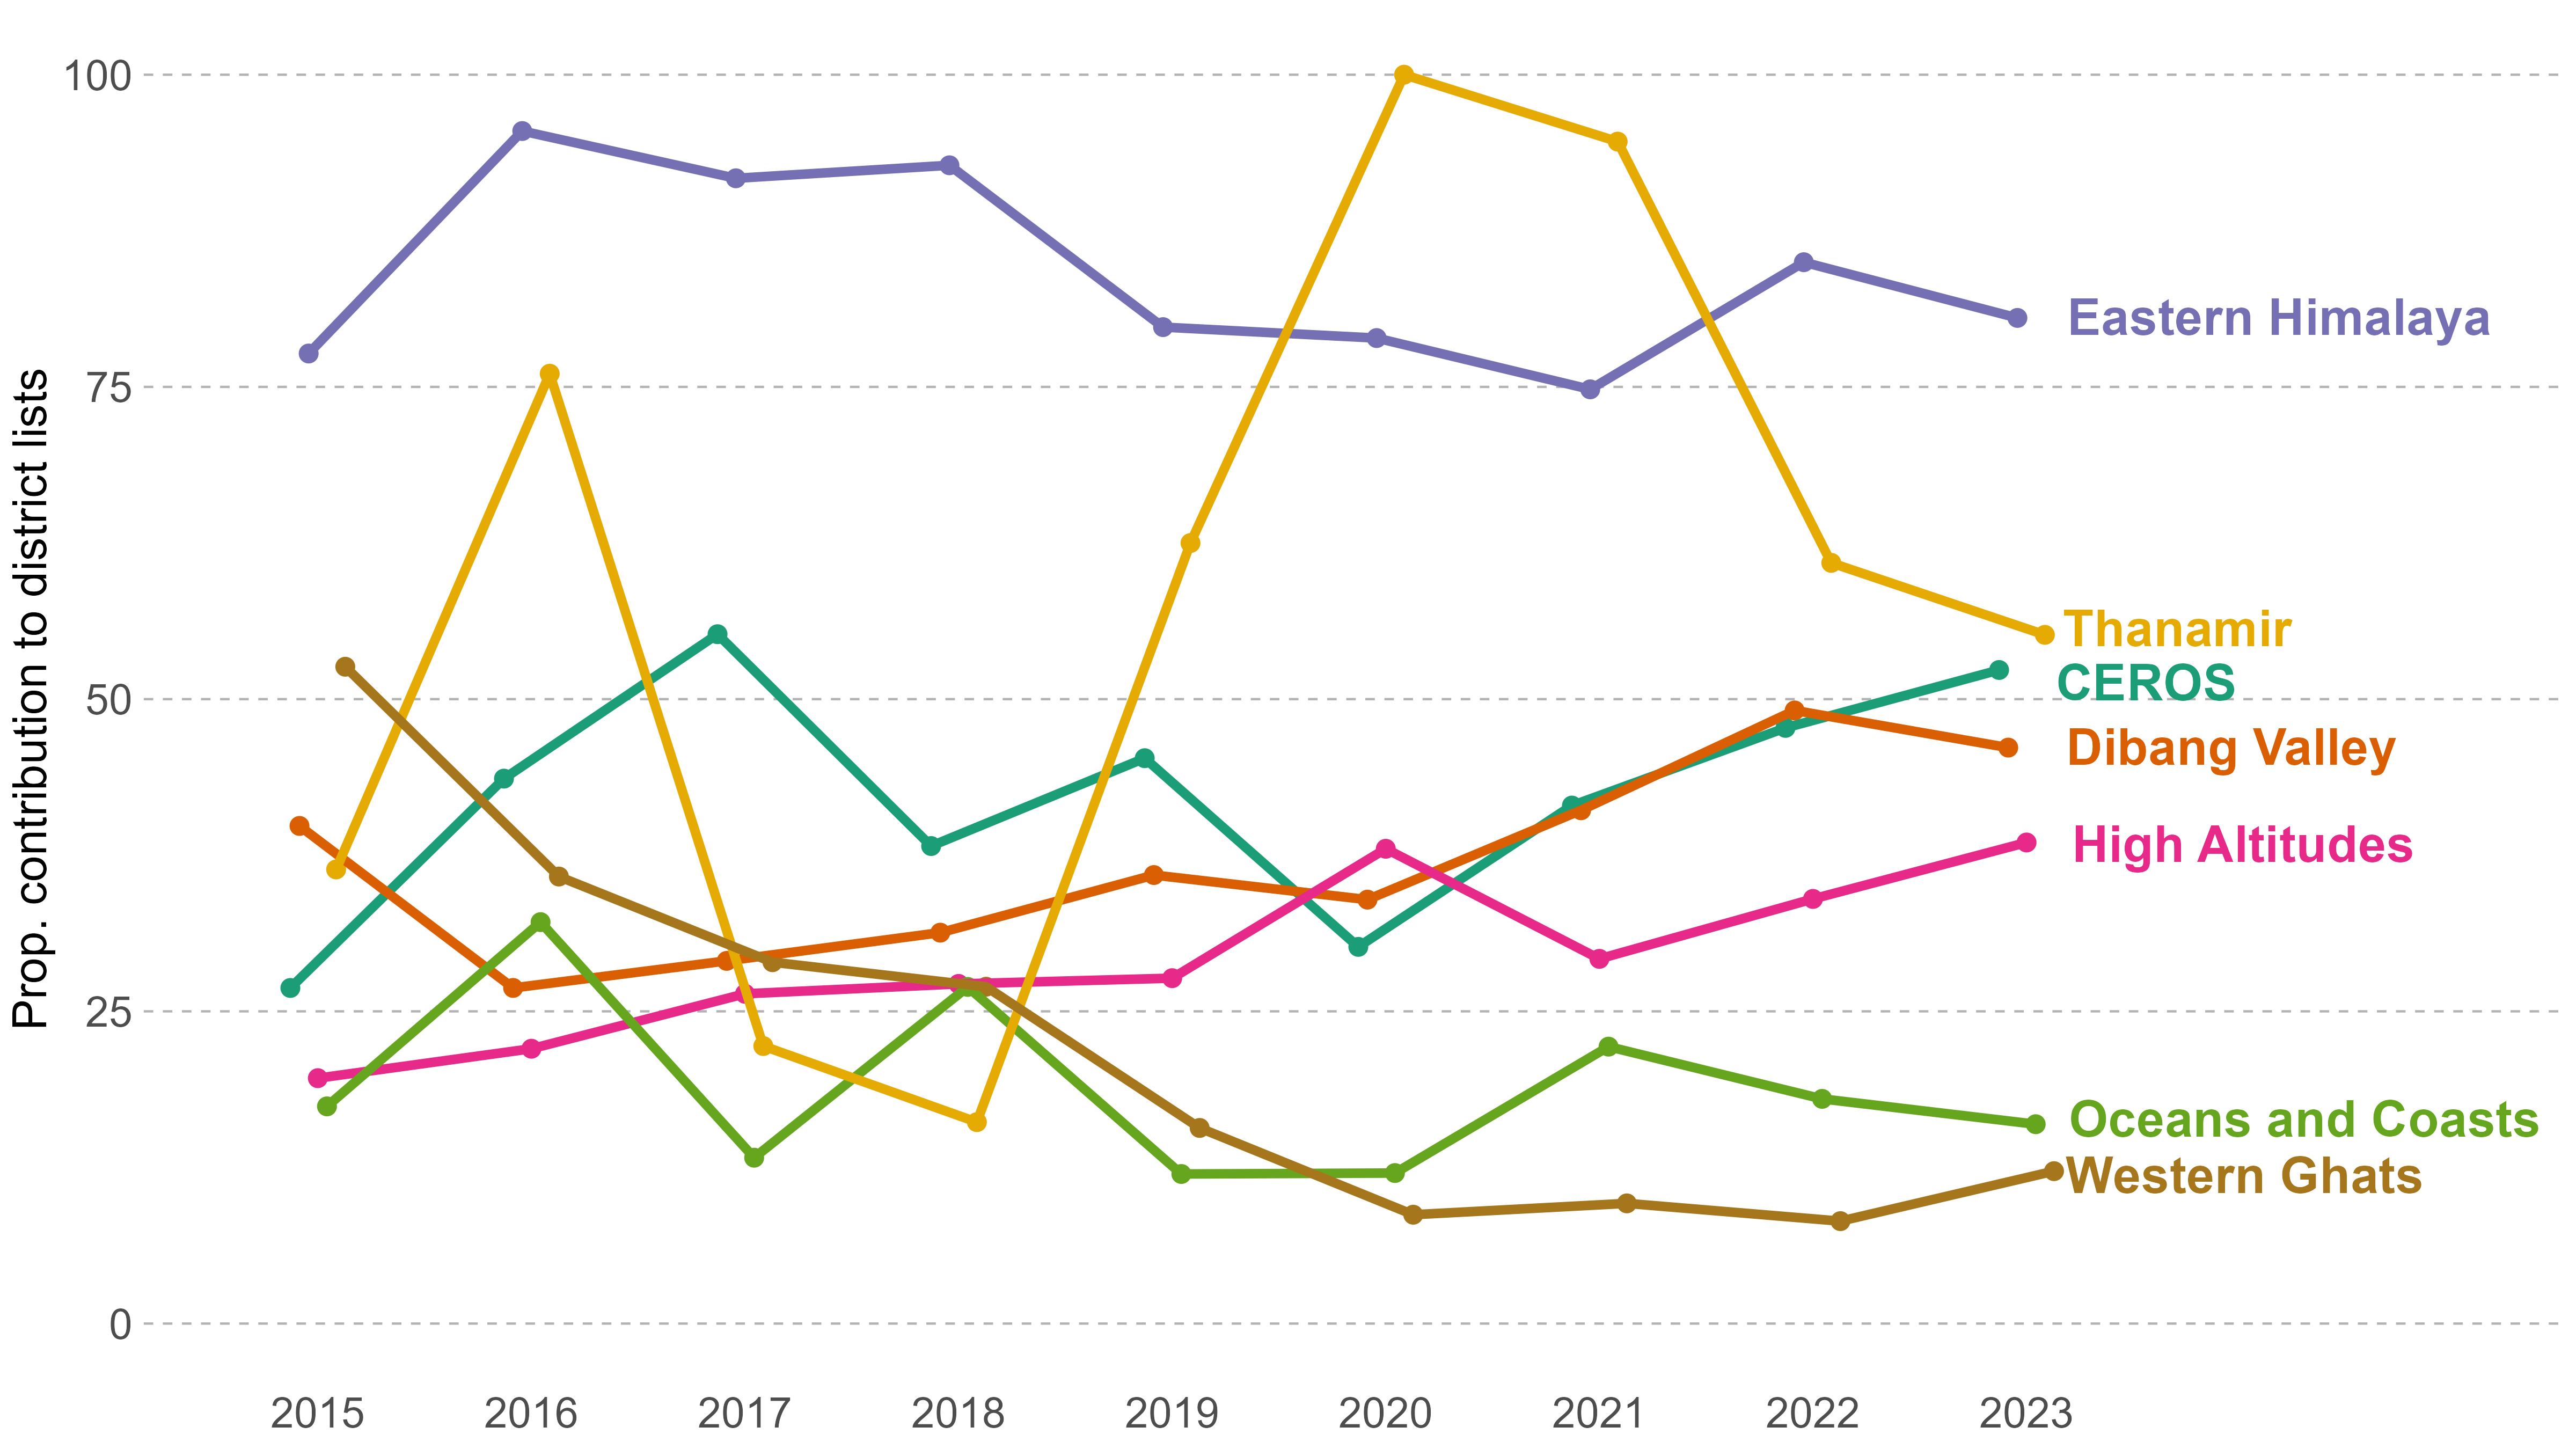 Prop. contribution to district lists
100
75
50
25
0
Eastern Himalaya
Thanamir
CEROS
Dibang Valley
High Altitudes
Oceans and Coasts
Western Ghats
2015 2016 2017 2018 2019 2020 2021 2022 2023